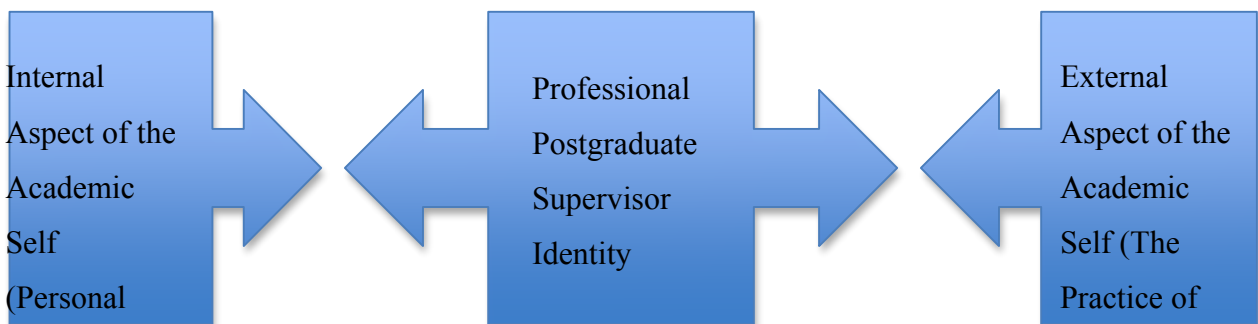 Internal
Aspect of the
Academic
Self
(Personal
Professional
Postgraduate
Supervisor
Identity
External
Aspect of the
Academic
Self (The
Practice of